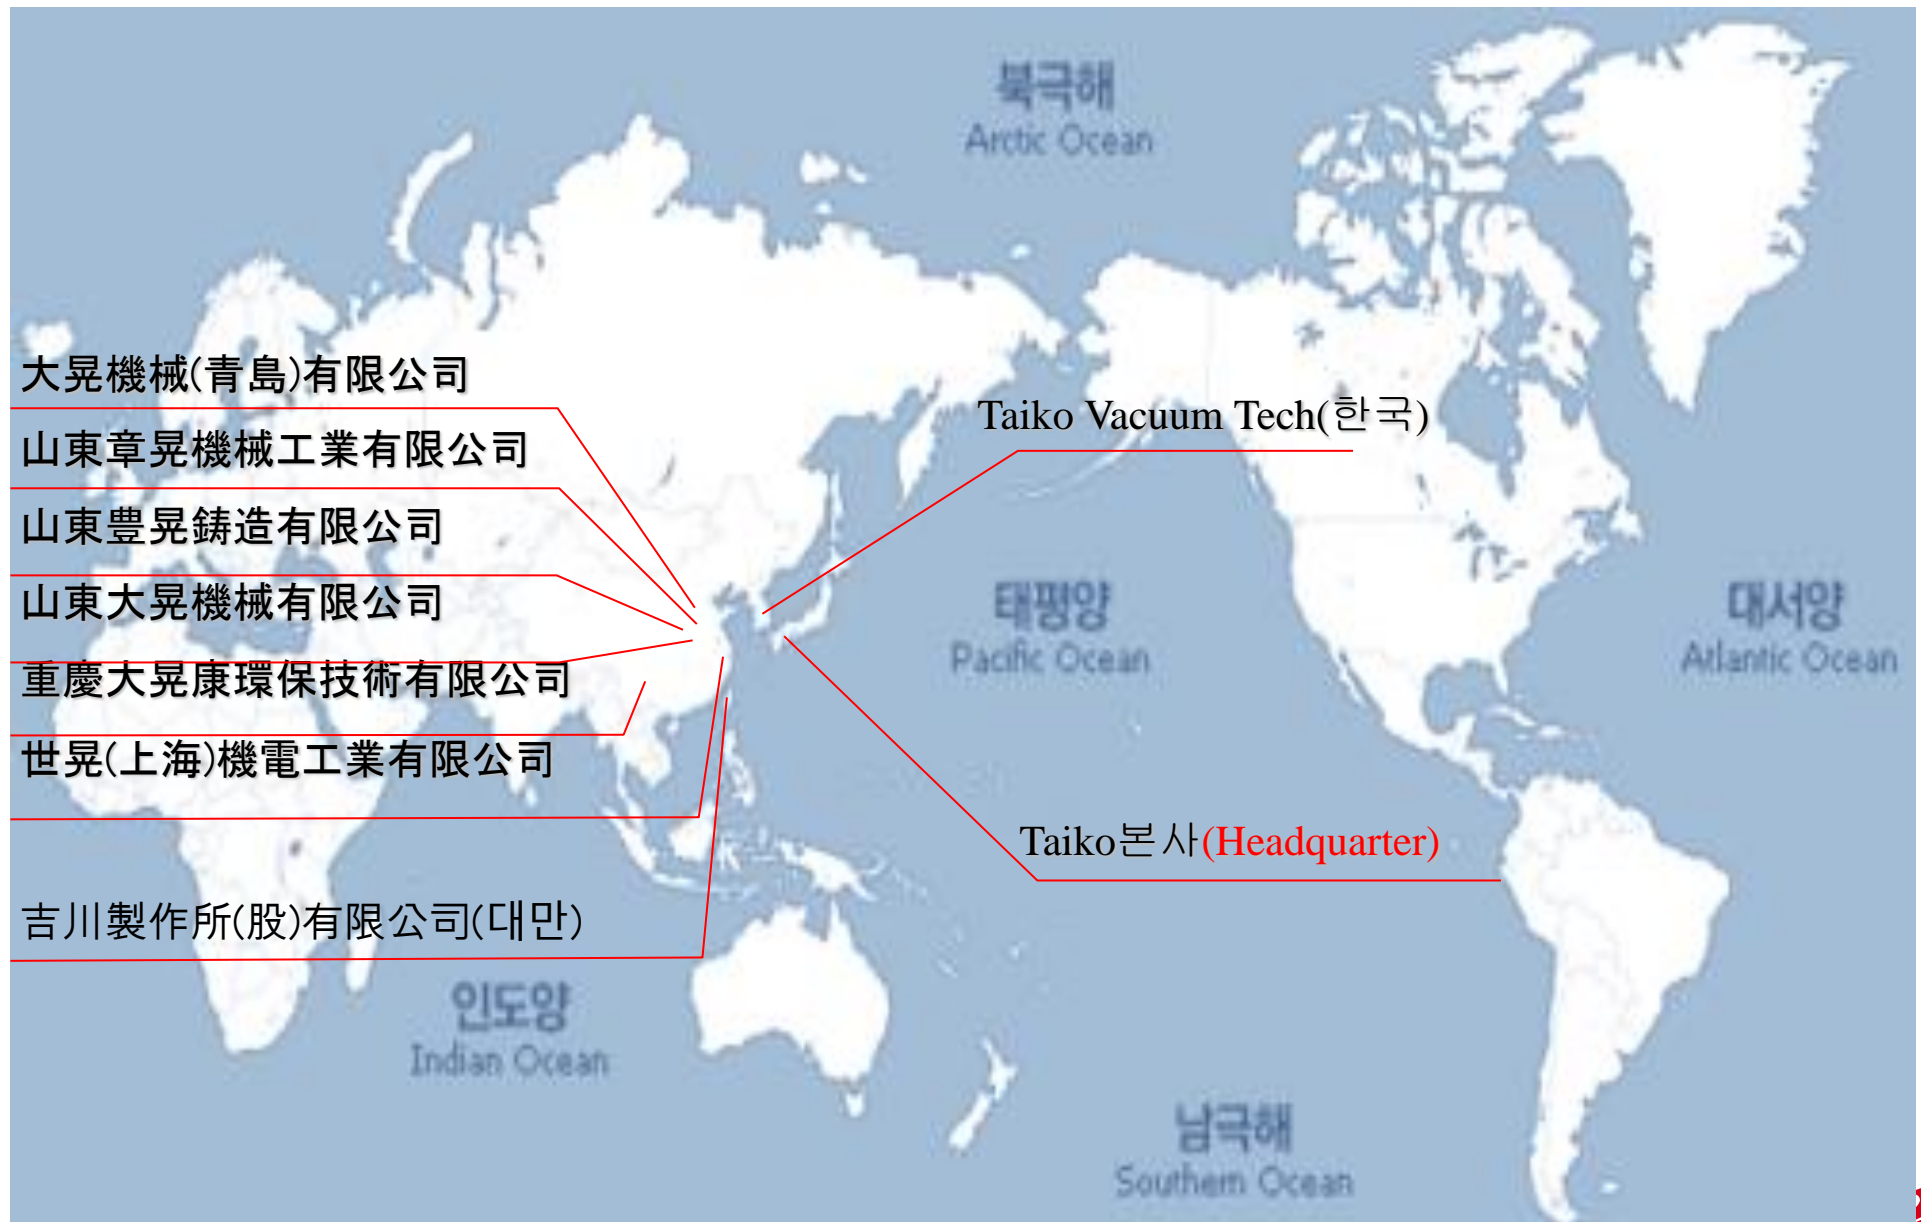 북극해
Arctic Ocean
大晃機械(青島)有限公司
Taiko Vacuum Tech(한국)
山東章晃機械工業有限公司
山東豊晃鋳造有限公司
山東大晃機械有限公司
태평양
Pacific Ocean
대서양
Atlantic Ocean
重慶大晃康環保技術有限公司
世晃(上海)機電工業有限公司
Taiko본사(Headquarter)
吉川製作所(股)有限公司(대만)
인도양
Indian Ocean
남극해
Southern Ocean